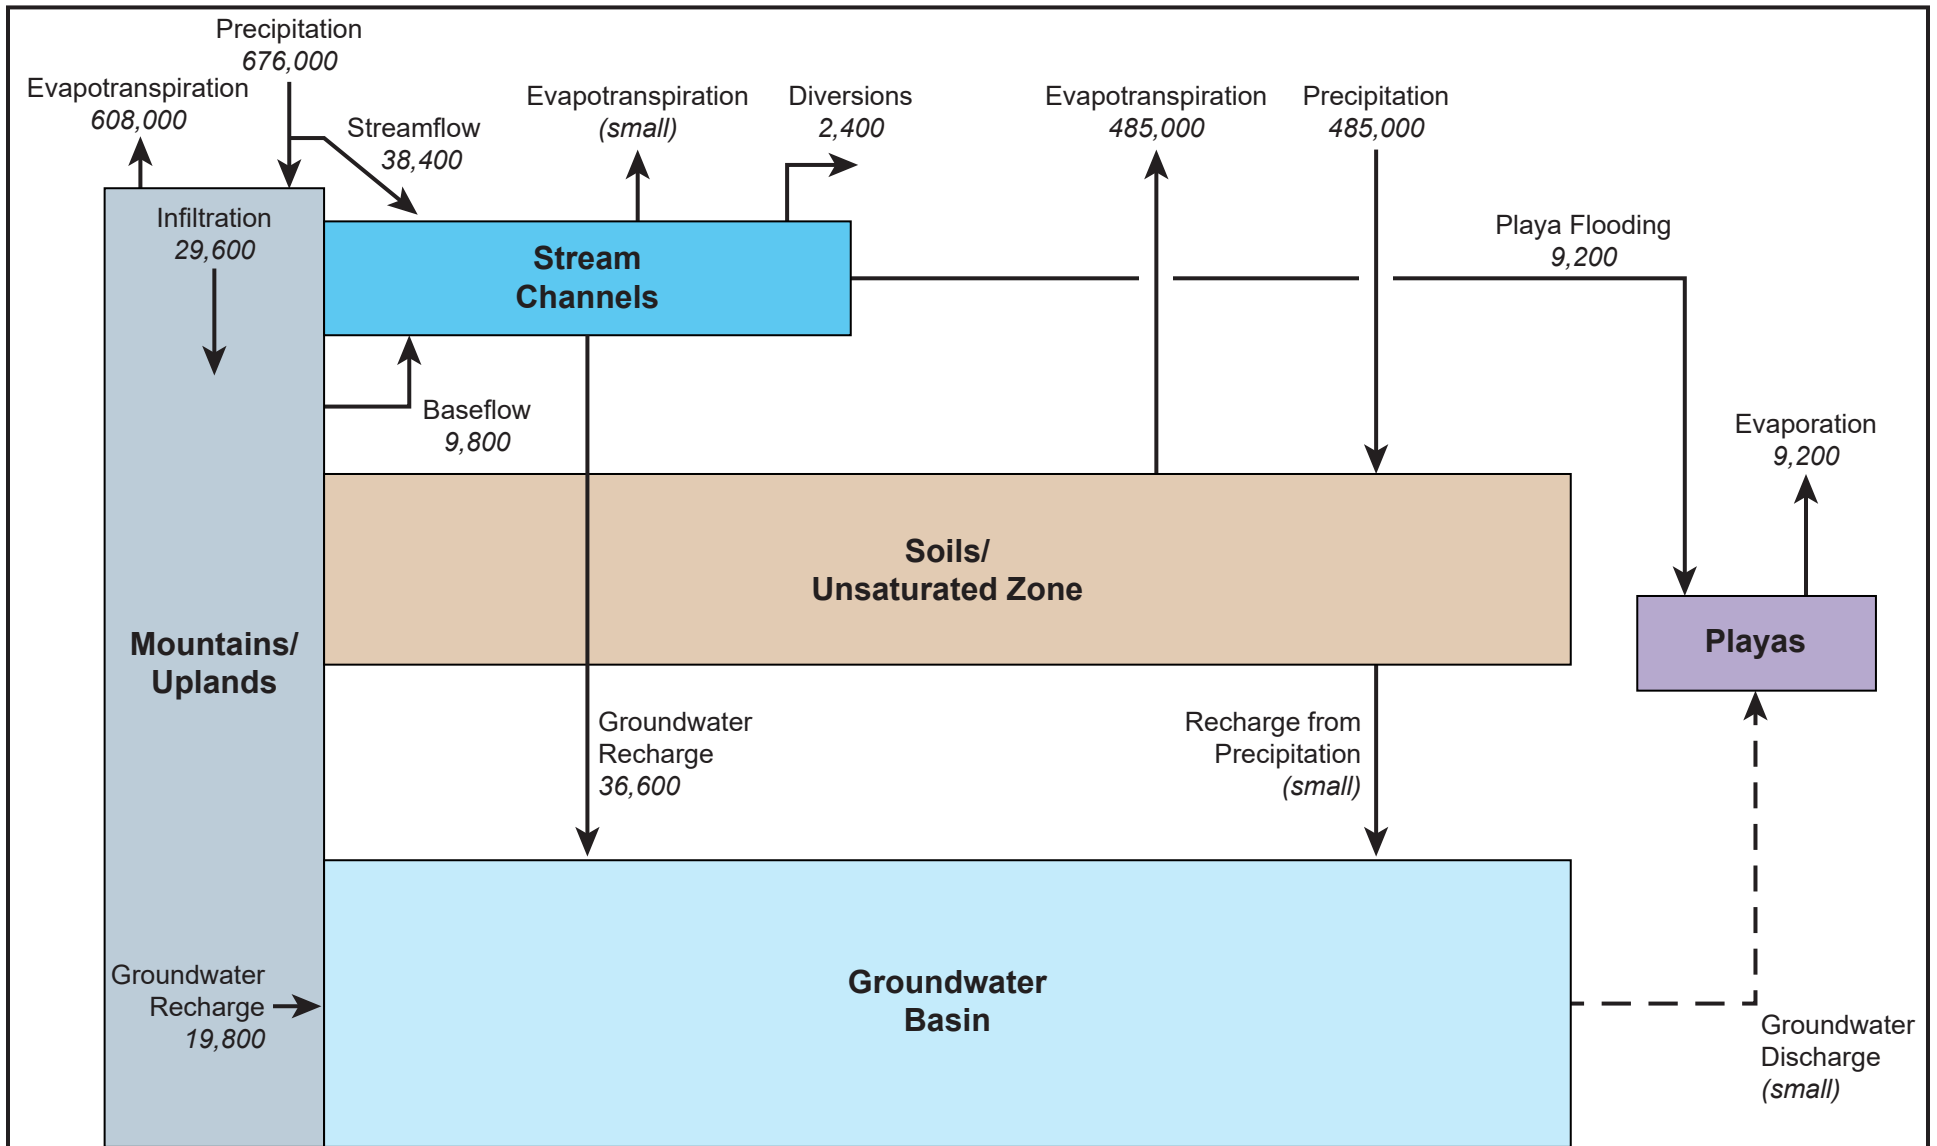 Precipitation
676,000
Evapotranspiration
608,000
Streamflow
38,400
Evapotranspiration
(small)
Diversions
2,400
Evapotranspiration
485,000
Precipitation
485,000
Infiltration
29,600
Stream
Channels
Playa Flooding
9,200
Baseflow
9,800
Evaporation
9,200
Soils/
Unsaturated Zone
Mountains/
Uplands
Playas
Groundwater
Recharge
36,600
Recharge from
Precipitation
(small)
Groundwater
Recharge
19,800
Groundwater
Basin
Groundwater
Discharge
(small)